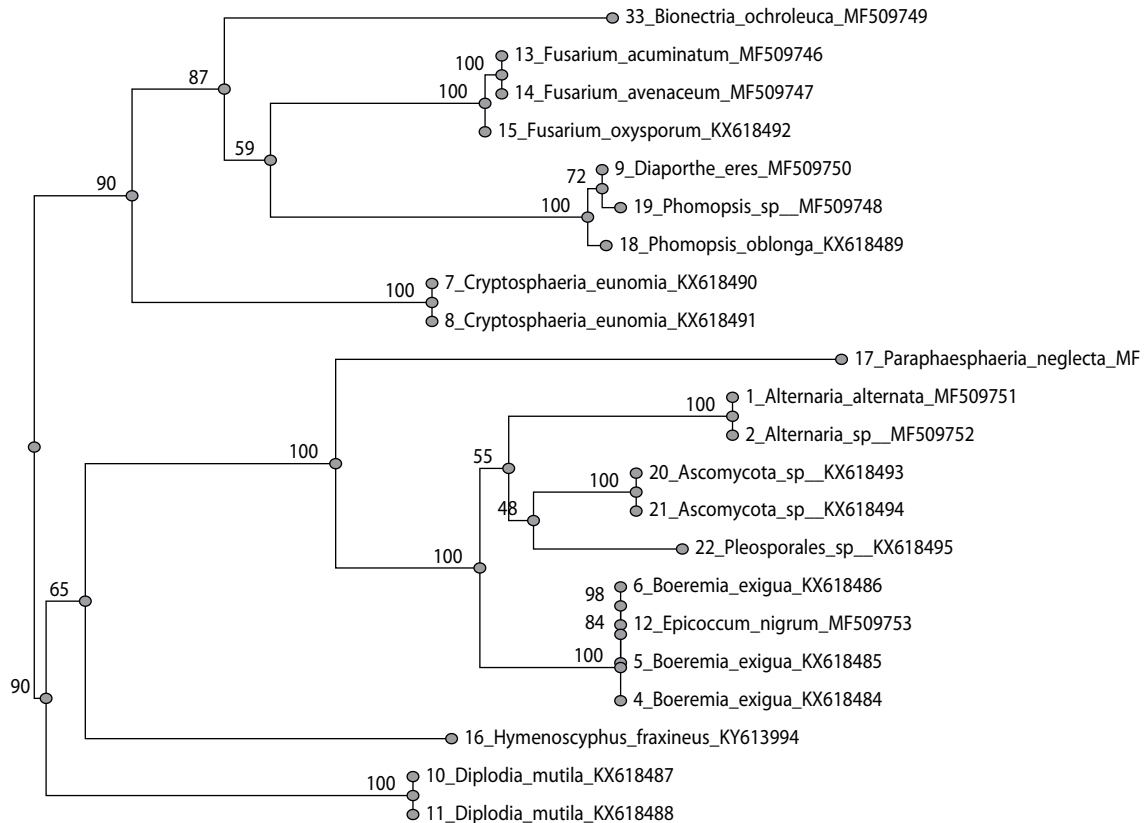 33_Bionectria_ochroleuca_MF509749
13_Fusarium_acuminatum_MF509746
100
87
14_Fusarium_avenaceum_MF509747
100
15_Fusarium_oxysporum_KX618492
59
9_Diaporthe_eres_MF509750
72
90
19_Phomopsis_sp__MF509748
100
18_Phomopsis_oblonga_KX618489
7_Cryptosphaeria_eunomia_KX618490
100
8_Cryptosphaeria_eunomia_KX618491
17_Paraphaesphaeria_neglecta_MF
1_Alternaria_alternata_MF509751
100
2_Alternaria_sp__MF509752
100
55
20_Ascomycota_sp__KX618493
100
48
21_Ascomycota_sp__KX618494
22_Pleosporales_sp__KX618495
100
6_Boeremia_exigua_KX618486
98
65
12_Epicoccum_nigrum_MF509753
84
100
5_Boeremia_exigua_KX618485
90
4_Boeremia_exigua_KX618484
16_Hymenoscyphus_fraxineus_KY613994
10_Diplodia_mutila_KX618487
100
11_Diplodia_mutila_KX618488